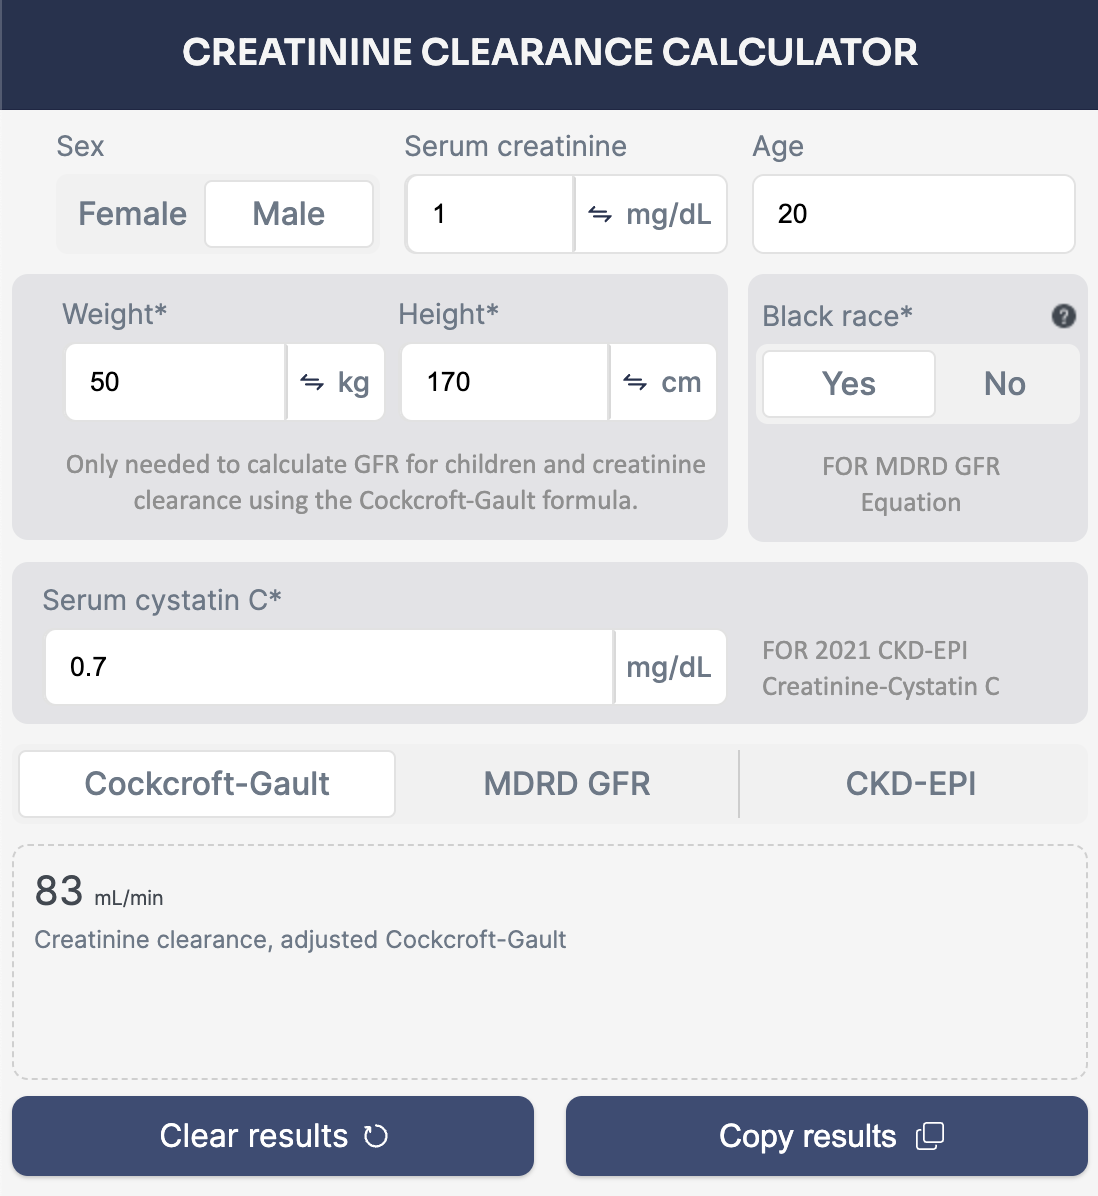 CREATININE CLEARANCE CALCULATOR
Sex Serum creatinine Age
Female Male 1 ⇋ mg/dL 20
Weight* Height*
50 ⇋ kg 170 ⇋ cm
Only needed to calculate GFR for children and creatinine
clearance using the Cockcroft-Gault formula.
Black race* ?
Yes No
FOR MDRD GFR
Equation
Serum cystatin C*
0.7 mg/dL
FOR 2021 CKD-EPI
Creatinine-Cystatin C
Cockcroft-Gault MDRD GFR CKD-EPI
83 mL/min
Creatinine clearance, adjusted Cockcroft-Gault
Clear results Copy results